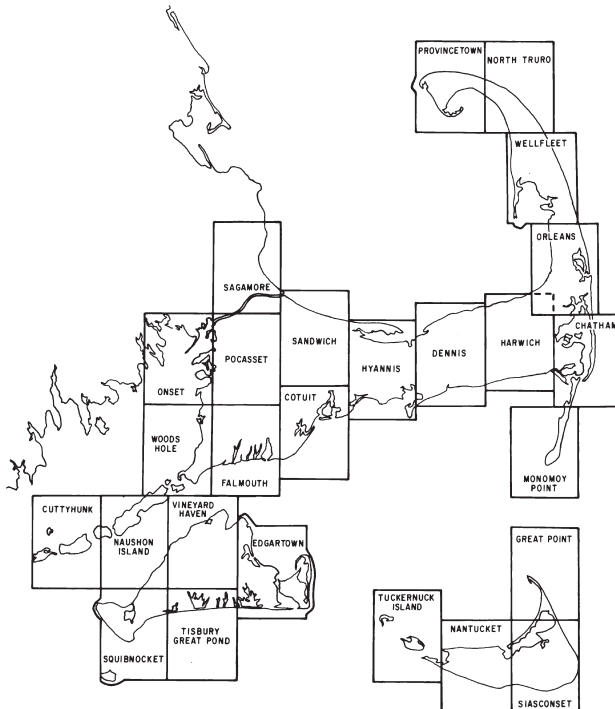 PROVINCETOWN
NORTH TRURO
WELLFLEET
ORLEANS
SAGAMORE
SANDWICH
CHATHAM
POCASSET
HYANNIS
DENNIS
HARWICH
ONSET
COTUIT
WOODS
HOLE
FALMOUTH
MONOMOY
POINT
CUTTYHUNK
VINEYARD
HAVEN
NAUSHON
ISLAND
EDGARTOWN
GREAT POINT
TUCKERNUCK
ISLAND
NANTUCKET
TISBURY
GREAT POND
SQUIBNOCKET
SIASCONSET